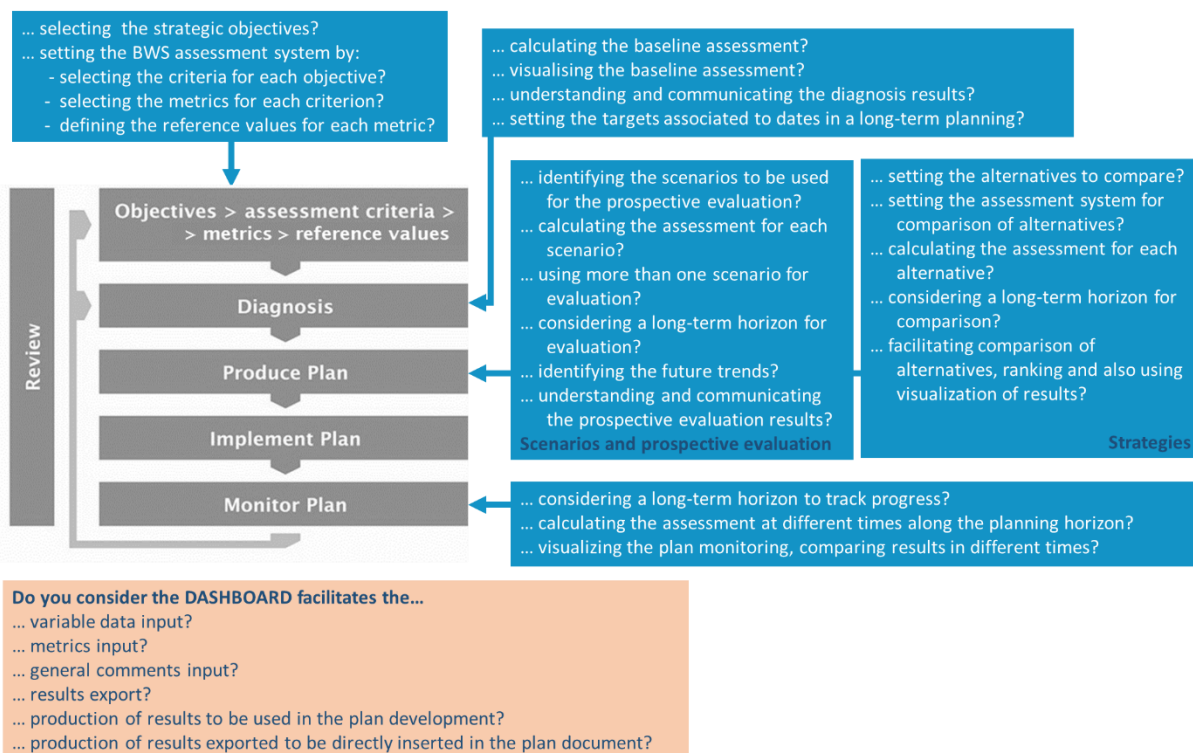 ... selecting the strategic objectives?
... setting the BWS assessment system by:
- selecting the criteria for each objective?
- selecting the metrics for each criterion?
- defining the reference values for each metric?
... calculating the baseline assessment?
... visualising the baseline assessment?
... understanding and communicating the diagnosis results?
... setting the targets associated to dates in a long-term planning?
Review
Objectives > assessment criteria >
> metrics > reference values
Diagnosis
Produce Plan
Implement Plan
Monitor Plan
... identifying the scenarios to be used
for the prospective evaluation?
... calculating the assessment for each
scenario?
... using more than one scenario for
evaluation?
... considering a long-term horizon for
evaluation?
... identifying the future trends?
... understanding and communicating
the prospective evaluation results?
Scenarios and prospective evaluation
... setting the alternatives to compare?
... setting the assessment system for
comparison of alternatives?
... calculating the assessment for each
alternative?
... considering a long-term horizon for
comparison?
... facilitating comparison of
alternatives, ranking and also using
visualization of results?
Strategies
... considering a long-term horizon to track progress?
... calculating the assessment at different times along the planning horizon?
... visualizing the plan monitoring, comparing results in different times?
Do you consider the DASHBOARD facilitates the...
... variable data input?
... metrics input?
... general comments input?
... results export?
... production of results to be used in the plan development?
... production of results exported to be directly inserted in the plan document?